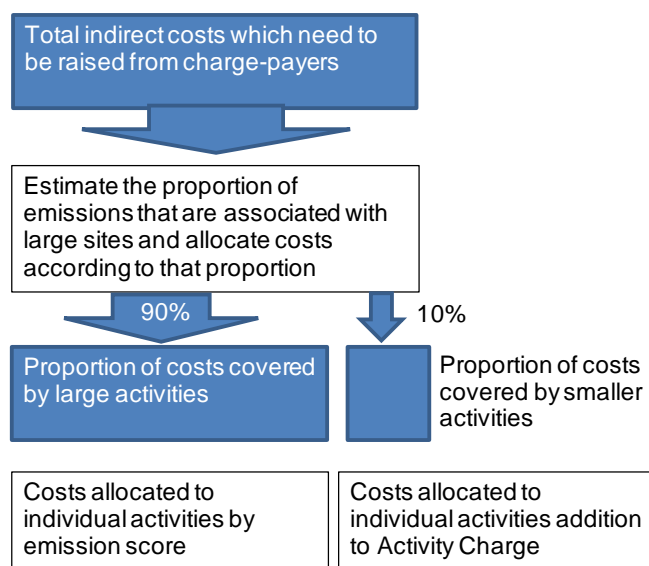 Total indirect costs which need to
be raised from charge-payers
Estimate the proportion of
emissions that are associated with
large sites and allocate costs
according to that proportion
90%
10%
Proportion of costs covered
by large activities
Proportion of costs
covered by smaller
activities
Costs allocated to
individual activities by
emission score
Costs allocated to
individual activities addition
to Activity Charge